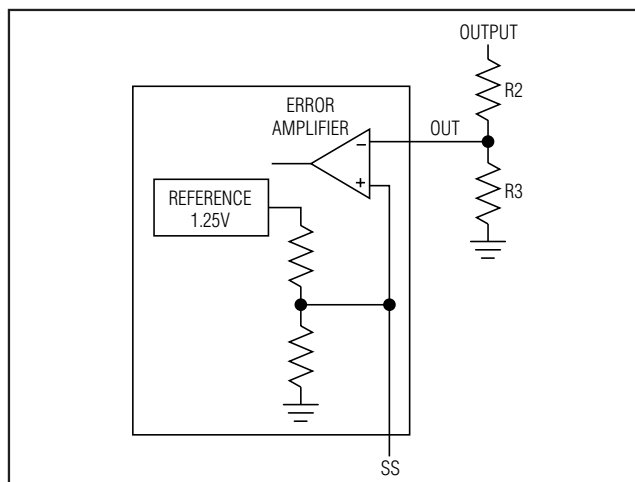 OUTPUT
R2
ERROR
AMPLIFIER
OUT
−
+
R3
REFERENCE
1.25V
SS